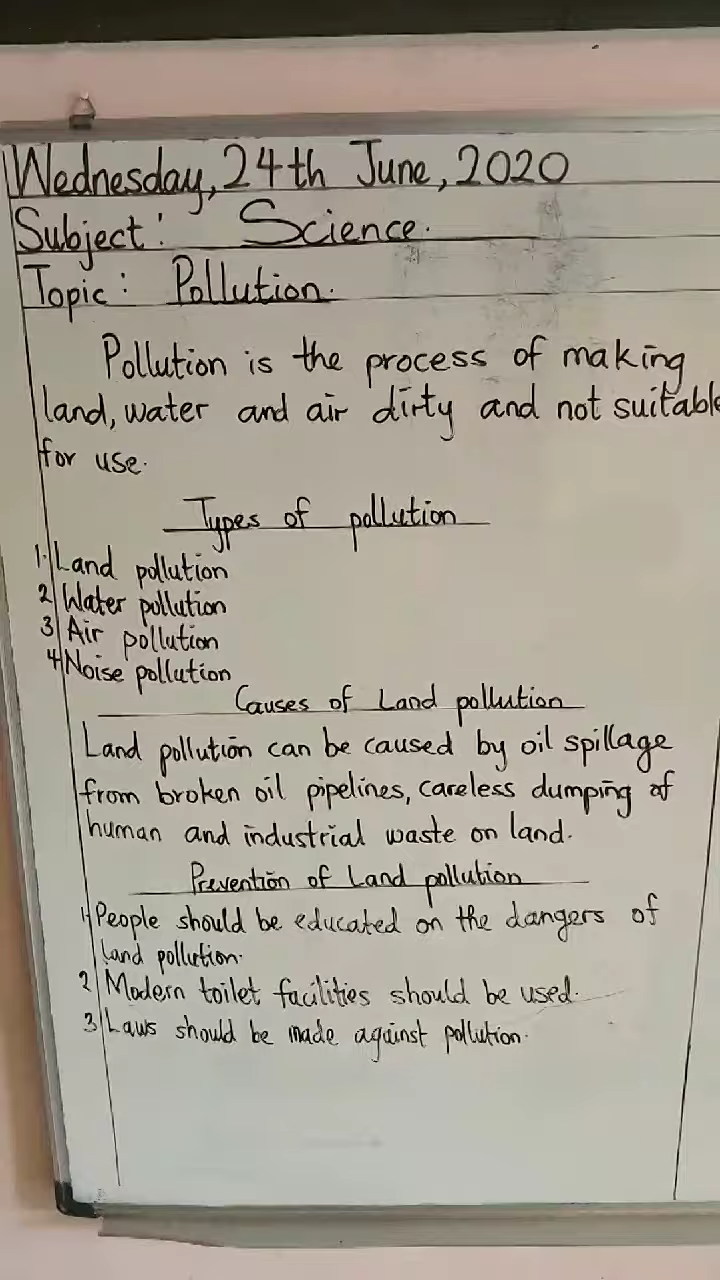 Wednesday, 24th June, 2020
Subject: Science.
Topic: Pollution.
Pollution is the process of making
land, water and air dirty and not suitable
for use.
Types of pollution
1. Land pollution
2 Water pollution
3 Air pollution
4 Noise pollution
Causes of Land pollution
Land pollution can be caused by oil spillage
from broken oil pipelines, careless dumping of
human and industrial waste on land.
Prevention of Land pollution
1 People should be educated on the dangers of
land pollution.
2 Modern toilet facilities should be used.
3 Laws should be made against pollution.